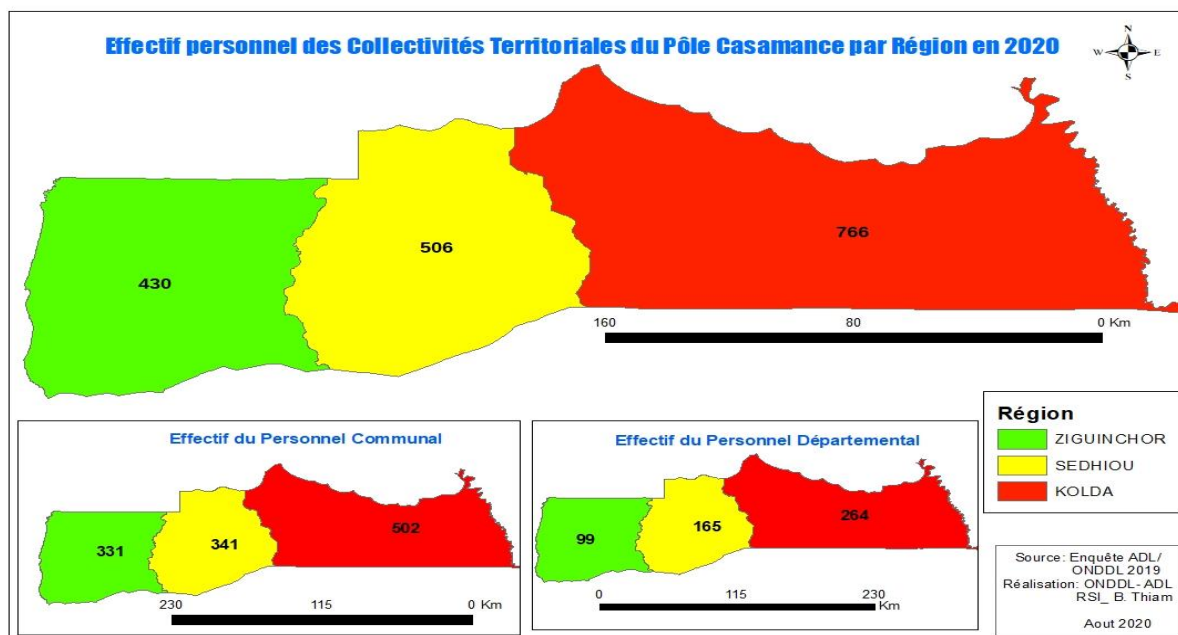 Effectif personnel des Collectivités Territoriales du Pôle Casamance par Région en 2020
N
W E
S
430
506
766
160 80 0 Km
Effectif du Personnel Communal
331
341
502
230 115 0 Km
Effectif du Personnel Départemental
99
165
264
0 115 230 Km
Région
ZIGUINCHOR
SEDHIOU
KOLDA
Source: Enquête ADL/
ONDDL 2019
Réalisation: ONDDL-ADL
RSI_ B. Thiam
Aout 2020